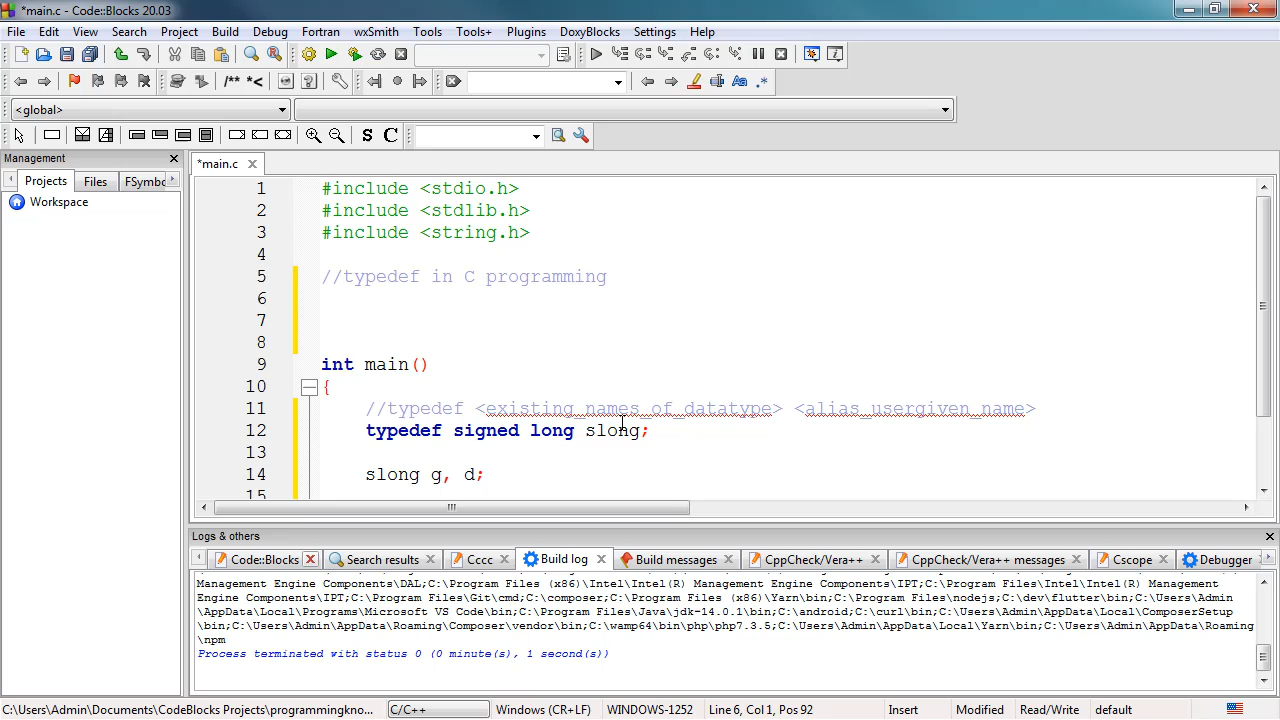 *main.c - Code::Blocks 20.03
File Edit View Search Project Build Debug Fortran wxSmith Tools Tools+ Plugins DoxyBlocks Settings Help
/** *<
<global>
S C
Management
Projects Files FSymbo
Workspace
*main.c
1 #include <stdio.h>
2 #include <stdlib.h>
3 #include <string.h>
4
5 //typedef in C programming
6
7
8
9 int main()
10 {
11 //typedef <existing_names_of_datatype> <alias_usergiven_name>
12 typedef signed long slong;
13
14 slong g, d;
15
Logs & others
Code::Blocks Search results Cccc Build log Build messages CppCheck/Vera++ CppCheck/Vera++ messages Cscope Debugger
Management Engine Components\DAL;C:\Program Files (x86)\Intel\Intel(R) Management Engine Components\IPT;C:\Program Files\Intel\Intel(R) Management
Engine Components\IPT;C:\Program Files\Git\cmd;C:\composer;C:\Program Files (x86)\Yarn\bin;C:\Program Files\nodejs;C:\dev\flutter\bin;C:\Users\Admin
\AppData\Local\Programs\Microsoft VS Code\bin;C:\Program Files\Java\jdk-14.0.1\bin;C:\android;C:\curl\bin;C:\Users\Admin\AppData\Local\ComposerSetup
\bin;C:\Users\Admin\AppData\Roaming\Composer\vendor\bin;C:\wamp64\bin\php\php7.3.5;C:\Users\Admin\AppData\Local\Yarn\bin;C:\Users\Admin\AppData\Roaming
\npm
Process terminated with status 0 (0 minute(s), 1 second(s))
C:\Users\Admin\Documents\CodeBlocks Projects\programmingkno... C/C++ Windows (CR+LF) WINDOWS-1252 Line 6, Col 1, Pos 92 Insert Modified Read/Write default